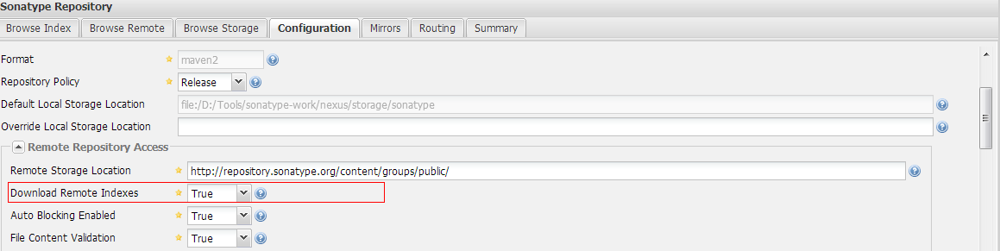 Sonatype Repository
Browse Index Browse Remote Browse Storage Configuration Mirrors Routing Summary
Format maven2
Repository Policy Release
Default Local Storage Location file:/D:/Tools/sonatype-work/nexus/storage/sonatype
Override Local Storage Location
Remote Repository Access
Remote Storage Location http://repository.sonatype.org/content/groups/public/
Download Remote Indexes True
Auto Blocking Enabled True
File Content Validation True